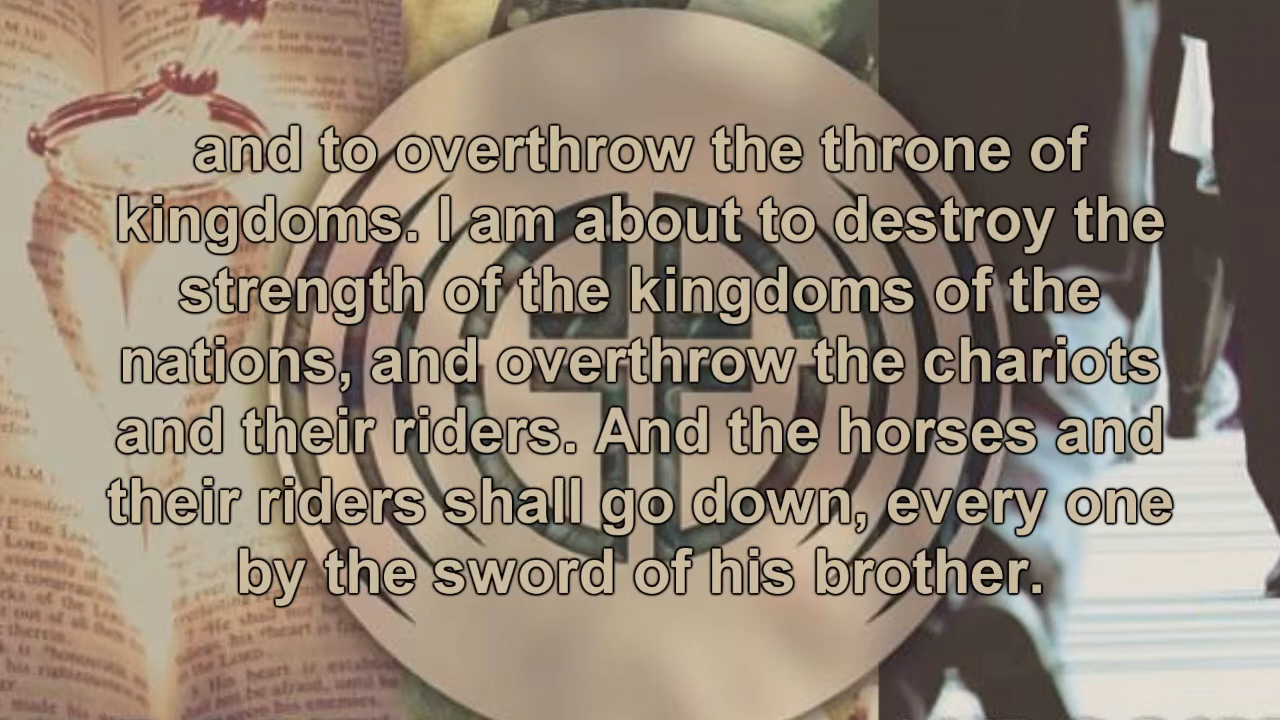 and to overthrow the throne of
kingdoms. I am about to destroy the
strength of the kingdoms of the
nations, and overthrow the chariots
and their riders. And the horses and
their riders shall go down, every one
by the sword of his brother.